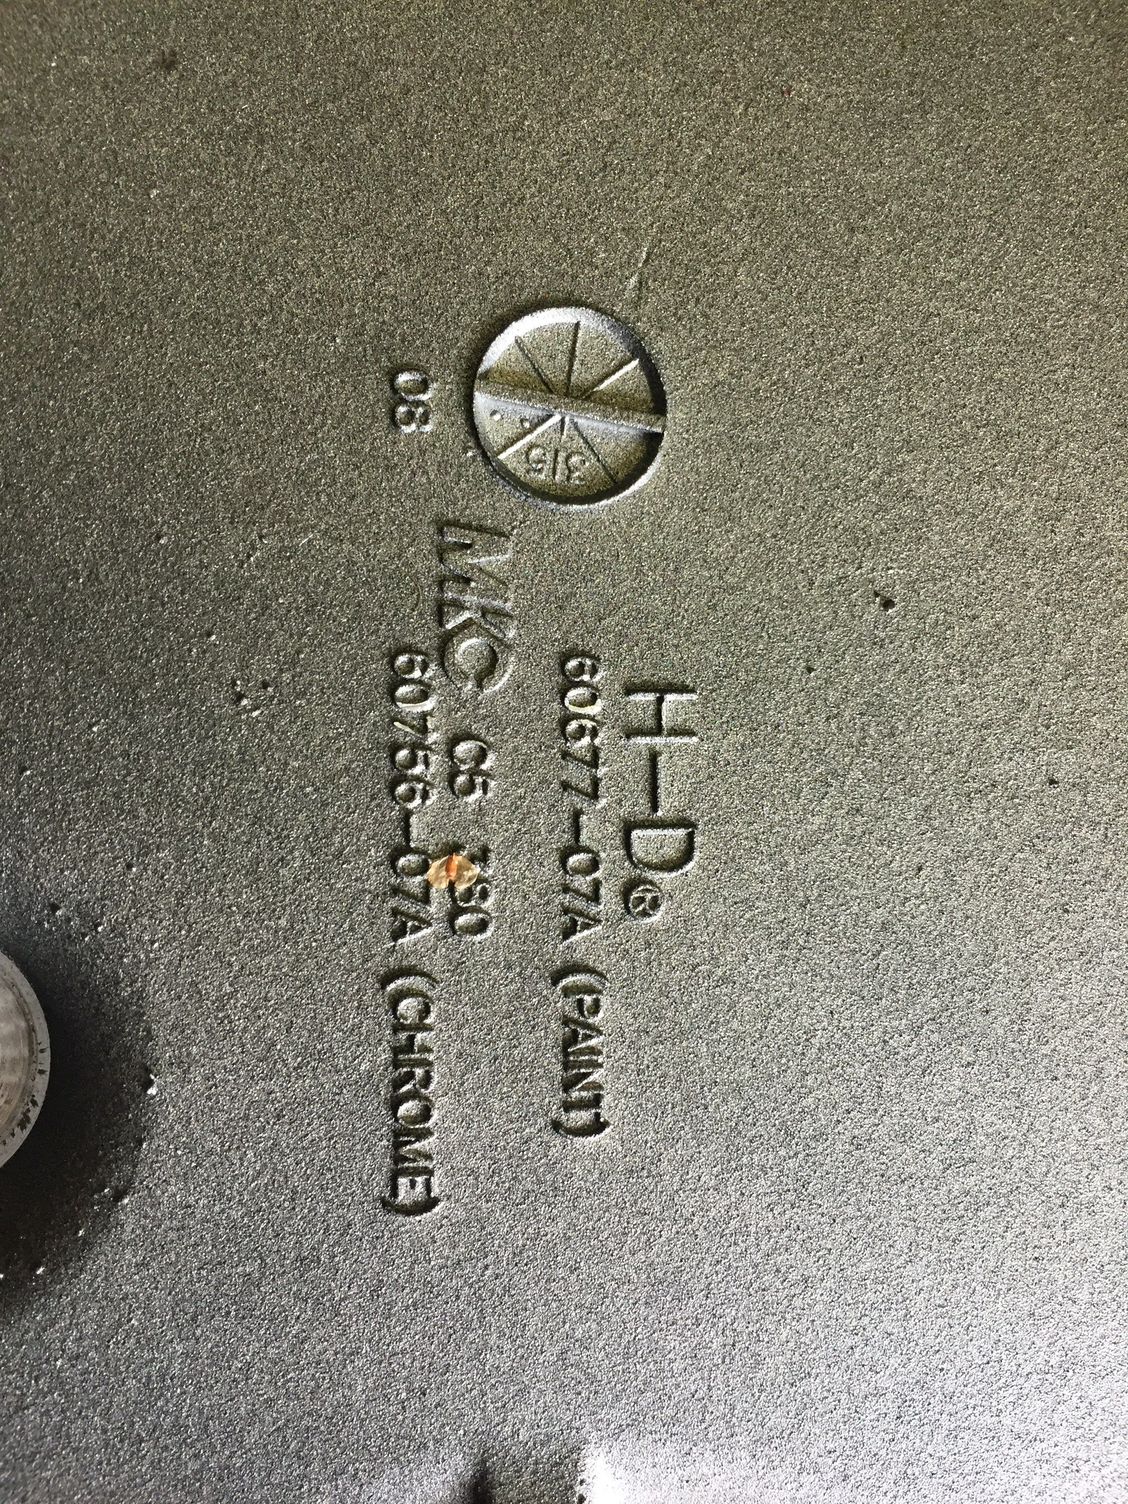 H-D®
60677-07A (PAINT)
MKC C5
60756-07A (CHROME)
08
315